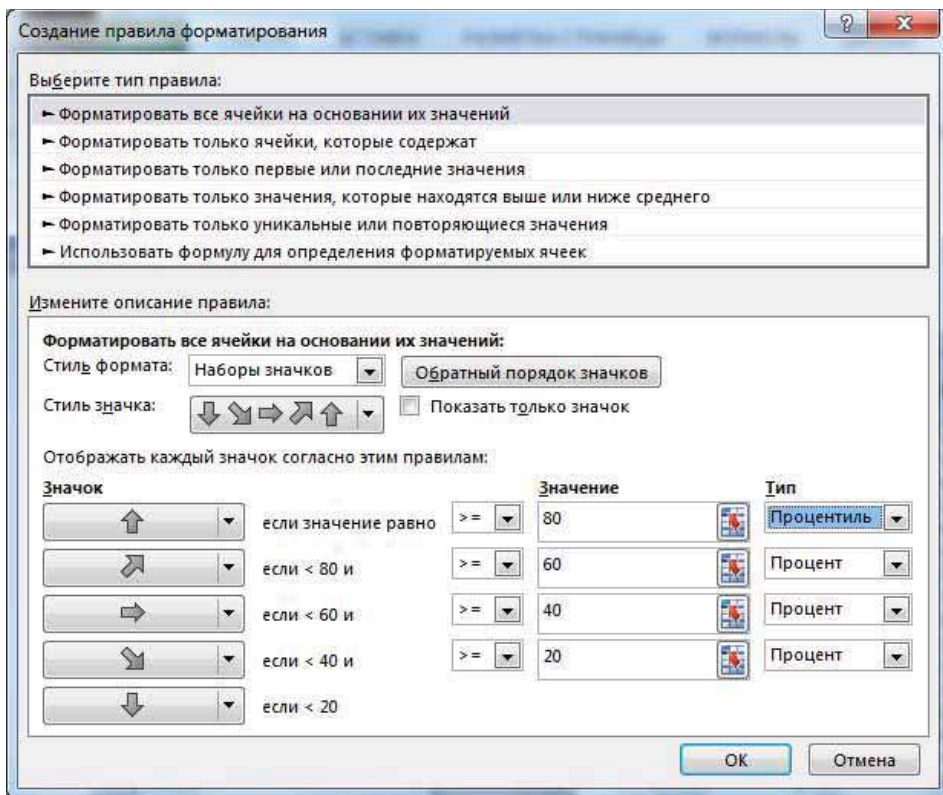 Создание правила форматирования
Выберите тип правила:
► Форматировать все ячейки на основании их значений
► Форматировать только ячейки, которые содержат
► Форматировать только первые или последние значения
► Форматировать только значения, которые находятся выше или ниже среднего
► Форматировать только уникальные или повторяющиеся значения
► Использовать формулу для определения форматируемых ячеек
Измените описание правила:
Форматировать все ячейки на основании их значений:
Стиль формата: Наборы значков Обратный порядок значков
Стиль значка: Показать только значок
Отображать каждый значок согласно этим правилам:
Значок Значение Тип
если значение равно >= 80 Процентиль
если < 80 и >= 60 Процент
если < 60 и >= 40 Процент
если < 40 и >= 20 Процент
если < 20
ОК Отмена